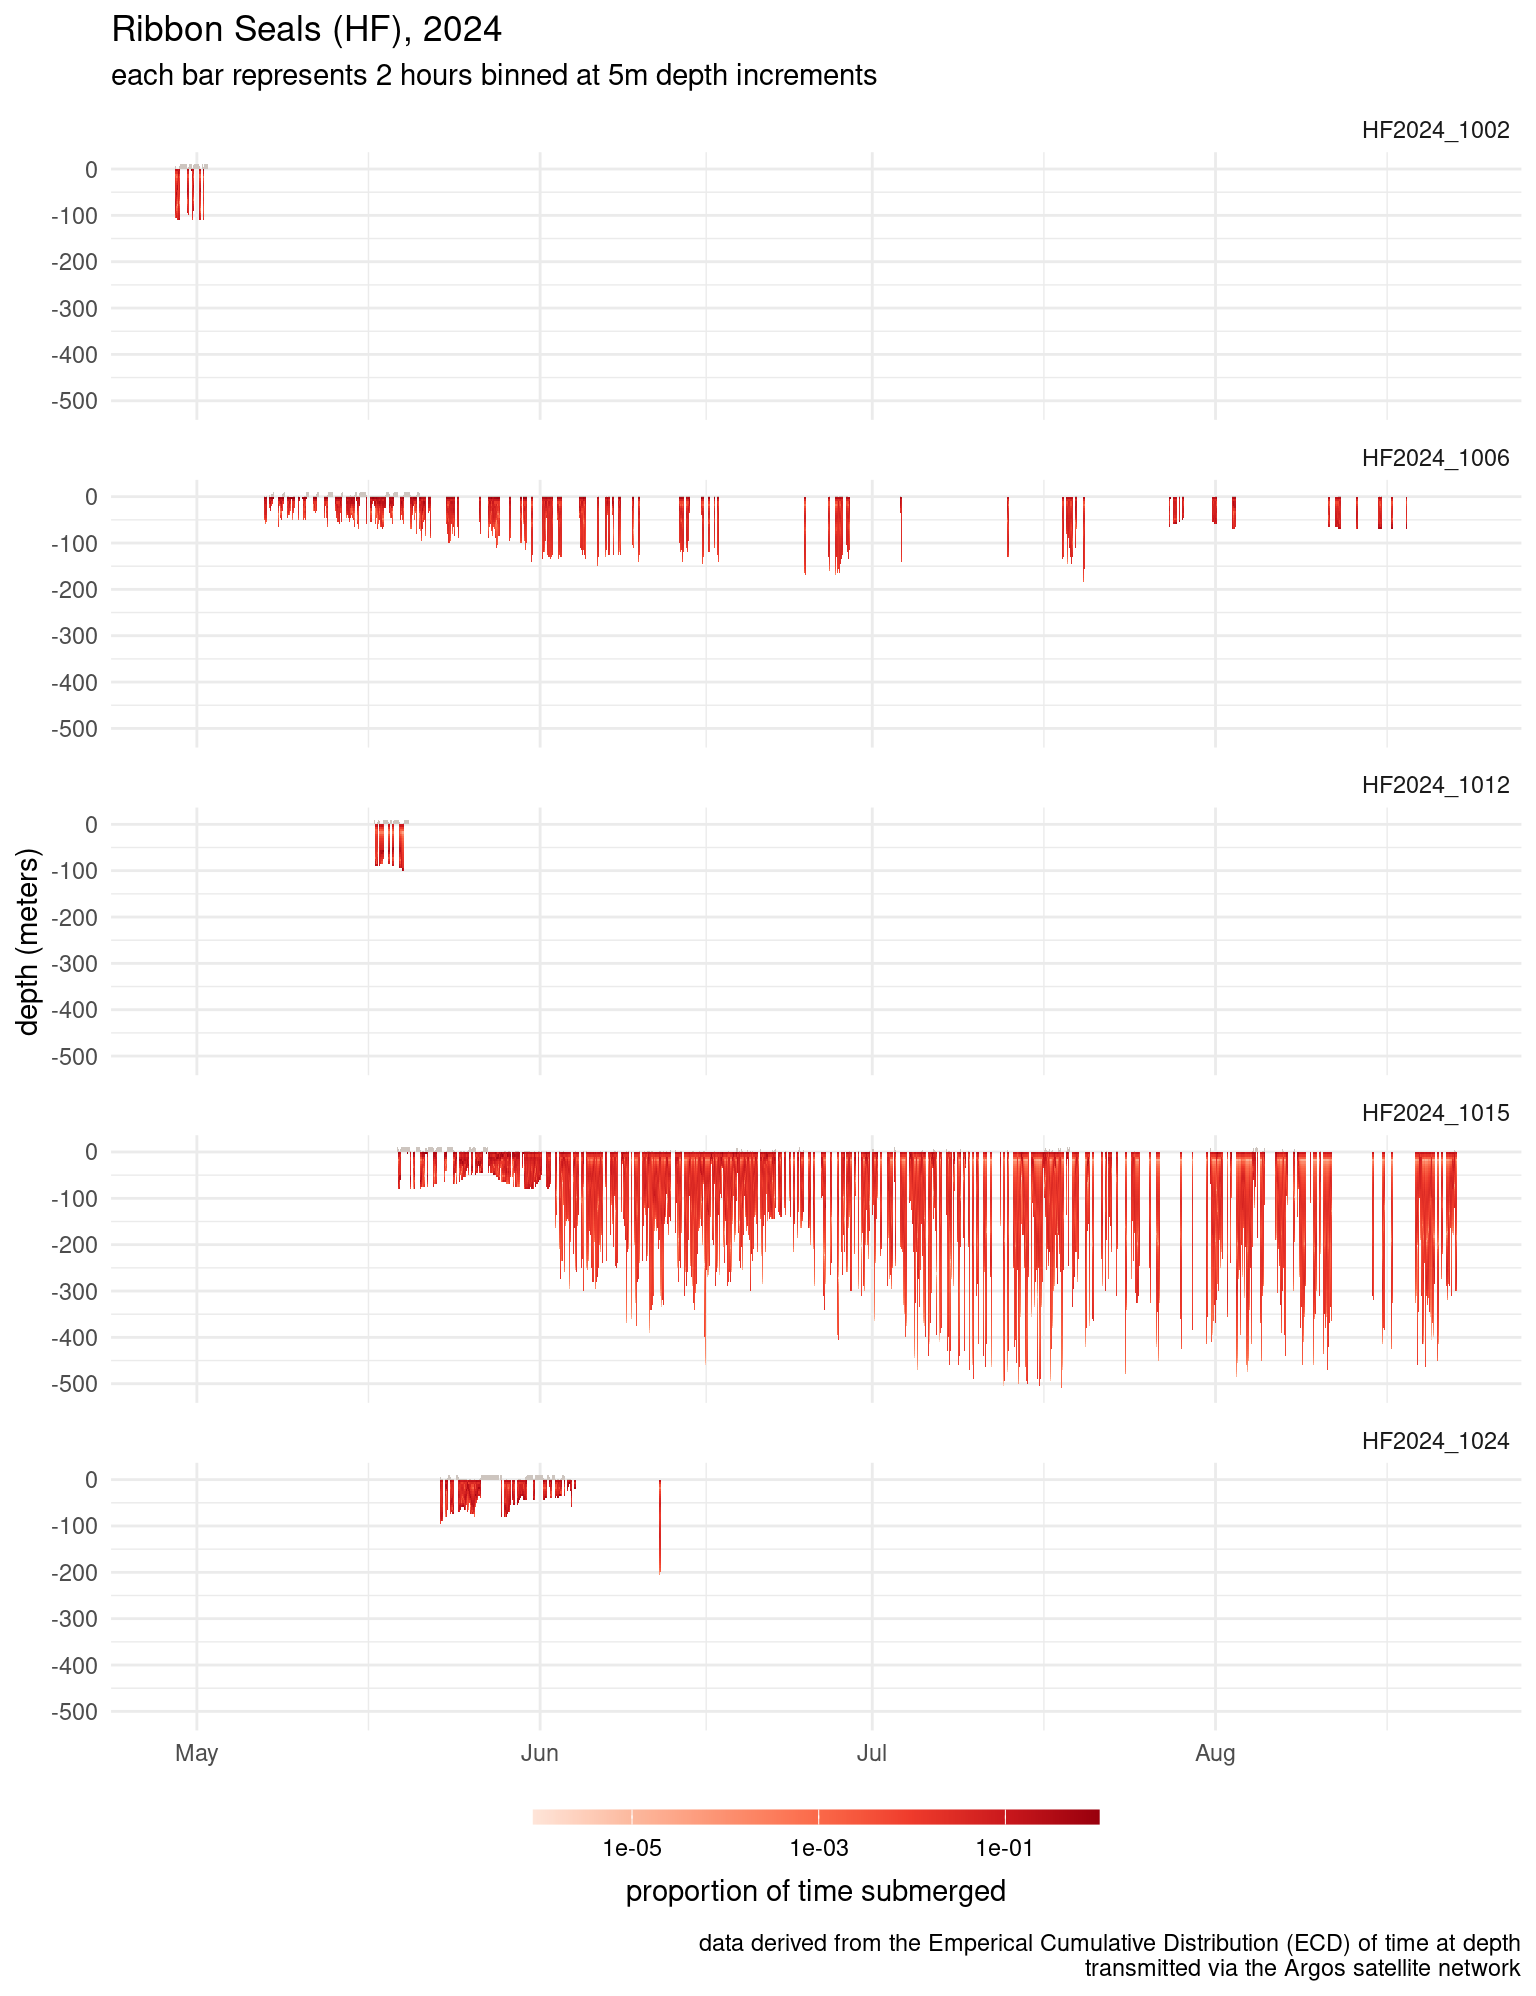 Ribbon Seals (HF), 2024
each bar represents 2 hours binned at 5m depth increments
HF2024_1002
0
-100
-200
-300
-400
-500
HF2024_1006
0
-100
-200
-300
-400
-500
HF2024_1012
0
-100
-200
-300
-400
-500
depth (meters)
HF2024_1015
0
-100
-200
-300
-400
-500
HF2024_1024
0
-100
-200
-300
-400
-500
May Jun Jul Aug
1e-05 1e-03 1e-01
proportion of time submerged
data derived from the Emperical Cumulative Distribution (ECD) of time at depth
transmitted via the Argos satellite network